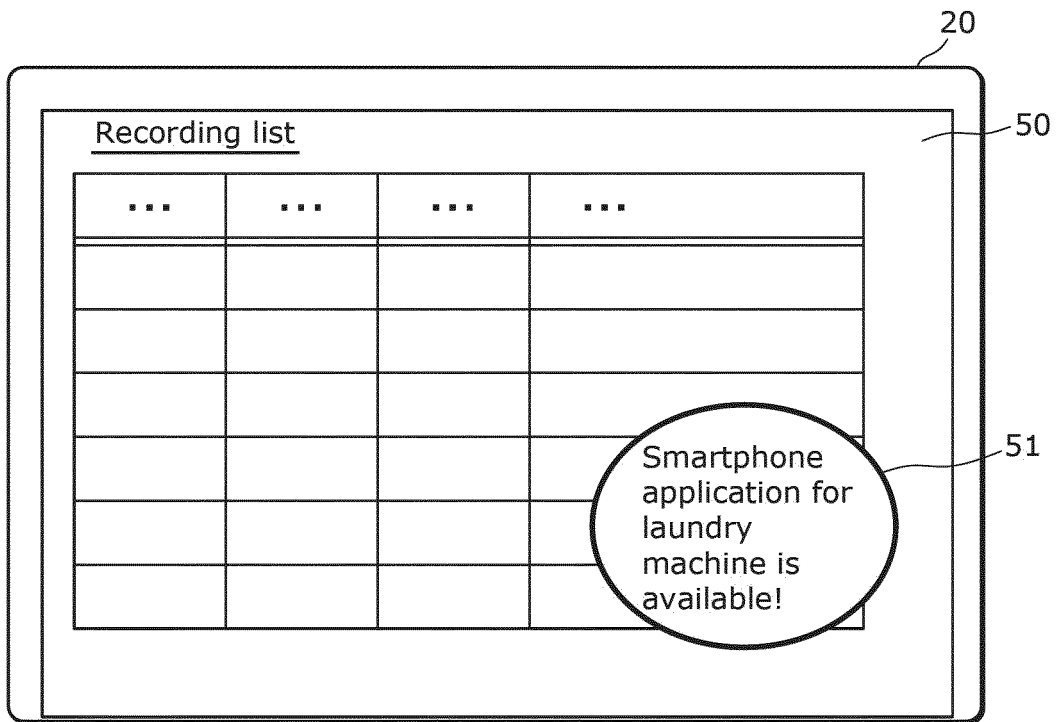 20
50
Recording list
... ... ... ...
51
Smartphone
application for
laundry
machine is
available!